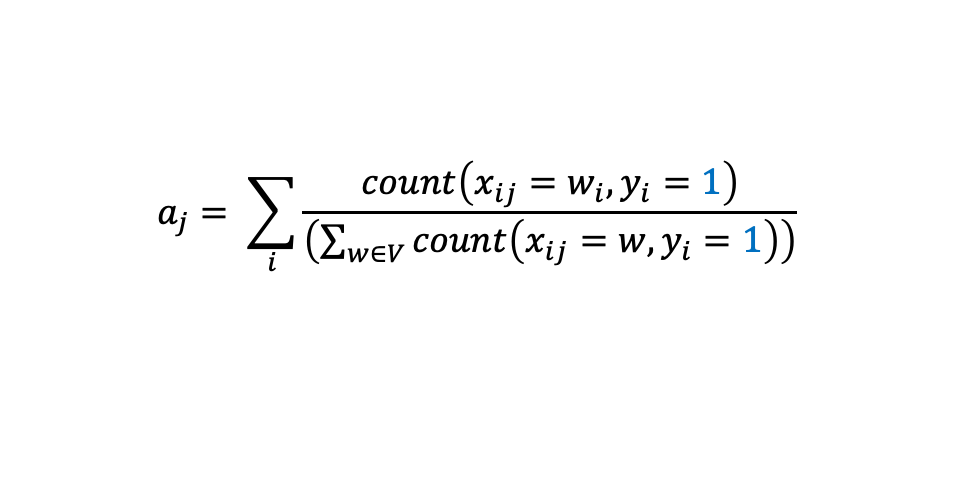 a_j = \sum_i \frac{count(x_{ij} = w_i, y_i = 1)}{(\sum_{w \in V} count(x_{ij} = w, y_i = 1))}